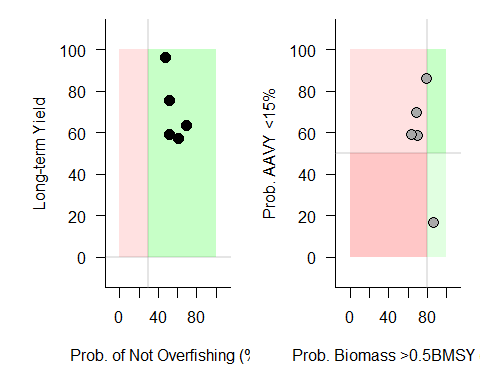 Long-term Yield
100
80
60
40
20
0
0 40 80
Prob. of Not Overfishing (%
Prob. AAVY <15%
100
80
60
40
20
0
0 40 80
Prob. Biomass >0.5BMSY (